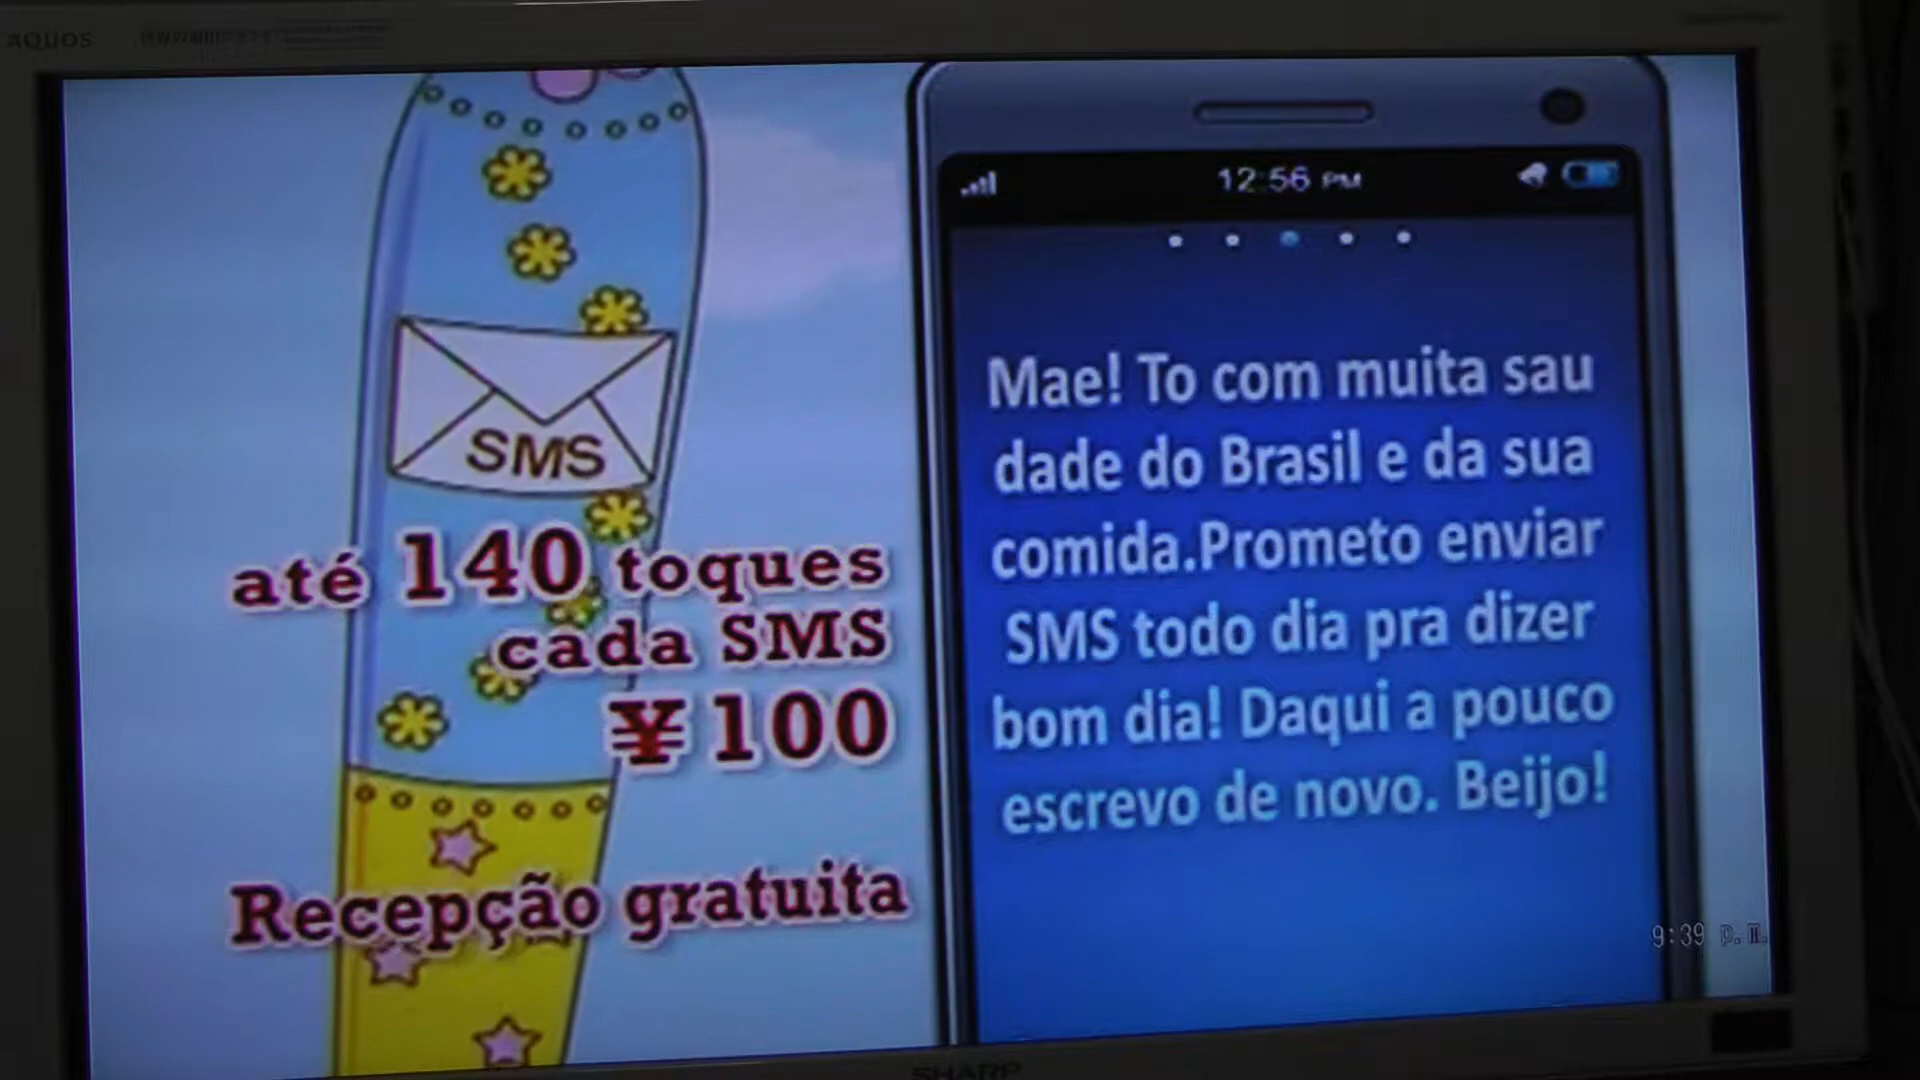 AQUOS
SMS
até 140 toques
cada SMS
¥100
Recepção gratuita
12:56 PM
Mae! To com muita sau
dade do Brasil e da sua
comida.Prometo enviar
SMS todo dia pra dizer
bom dia! Daqui a pouco
escrevo de novo. Beijo!
9:39 p.m.
SHARP